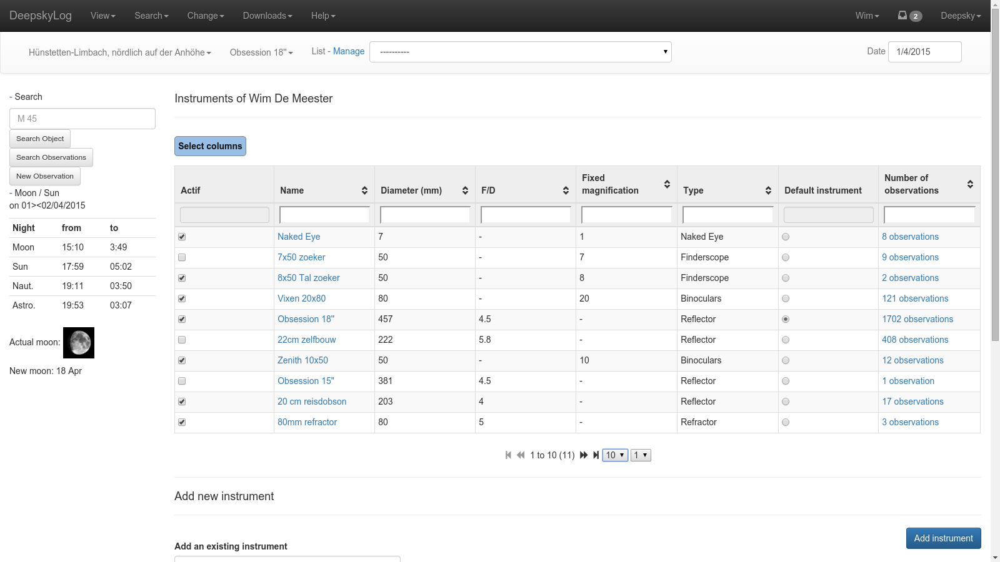 DeepskyLog View Search Change Downloads Help Wim 2 Deepsky
Hünstetten-Limbach, nördlich auf der Anhöhe Obsession 18" List - Manage ---------- Date 1/4/2015
- Search
M 45
Search Object
Search Observations
New Observation
- Moon / Sun
on 01><02/04/2015
Night from to
Moon 15:10 3:49
Sun 17:59 05:02
Naut. 19:11 03:50
Astro. 19:53 03:07
Actual moon:
New moon: 18 Apr
Instruments of Wim De Meester
Select columns
Actif Name Diameter (mm) F/D Fixed magnification Type Default instrument Number of observations
Naked Eye 7 - 1 Naked Eye 8 observations
7x50 zoeker 50 - 7 Finderscope 9 observations
8x50 Tal zoeker 50 - 8 Finderscope 2 observations
Vixen 20x80 80 - 20 Binoculars 121 observations
Obsession 18" 457 4.5 - Reflector 1702 observations
22cm zelfbouw 222 5.8 - Reflector 408 observations
Zenith 10x50 50 - 10 Binoculars 12 observations
Obsession 15" 381 4.5 - Reflector 1 observation
20 cm reisdobson 203 4 - Reflector 17 observations
80mm refractor 80 5 - Refractor 3 observations
1 to 10 (11) 10 1
Add new instrument
Add instrument
Add an existing instrument